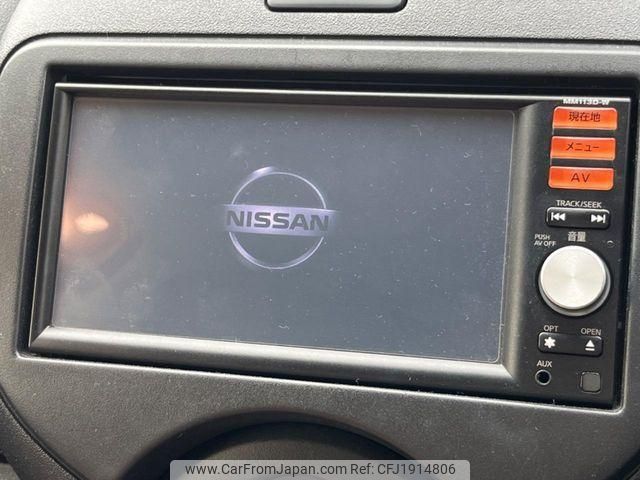 MM113D-W
現在地
メニュー
AV
TRACK/SEEK
NISSAN
PUSH
AV OFF
音量
OPT
OPEN
AUX
www.CarFromJapan.com Ref:CFJ1914806